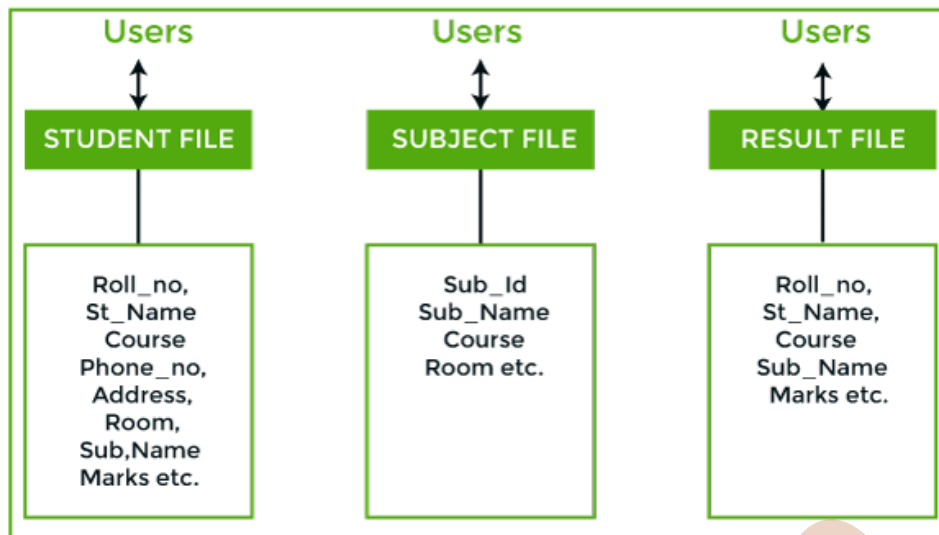 Users
STUDENT FILE
Roll_no,
St_Name
Course
Phone_no,
Address,
Room,
Sub,Name
Marks etc.
Users
SUBJECT FILE
Sub_Id
Sub_Name
Course
Room etc.
Users
RESULT FILE
Roll_no,
St_Name,
Course
Sub_Name
Marks etc.